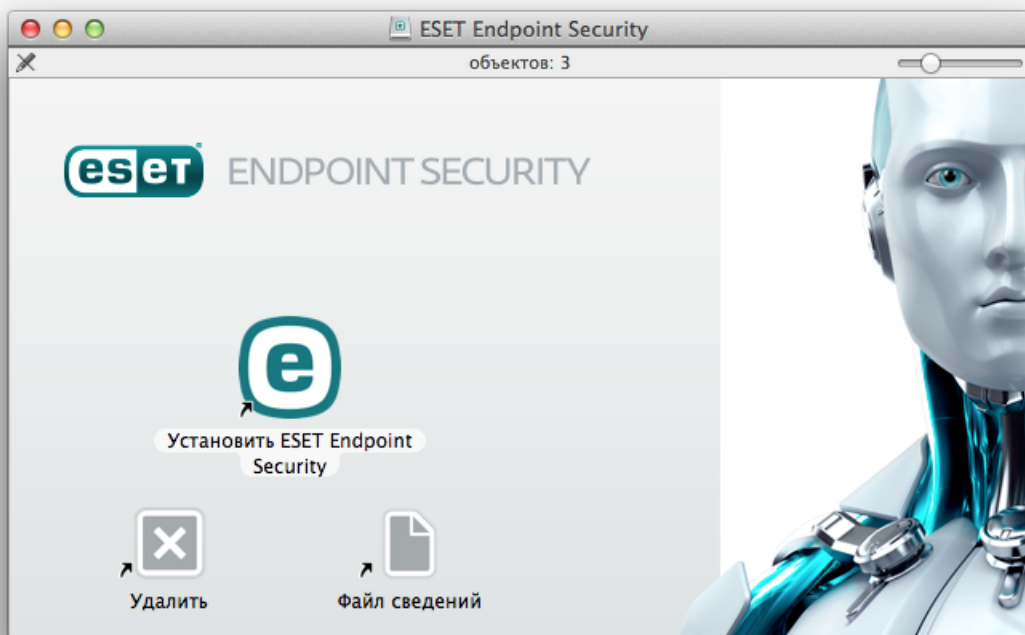 ESET Endpoint Security
объектов: 3
eset ENDPOINT SECURITY
e
Установить ESET Endpoint
Security
Удалить
Файл сведений